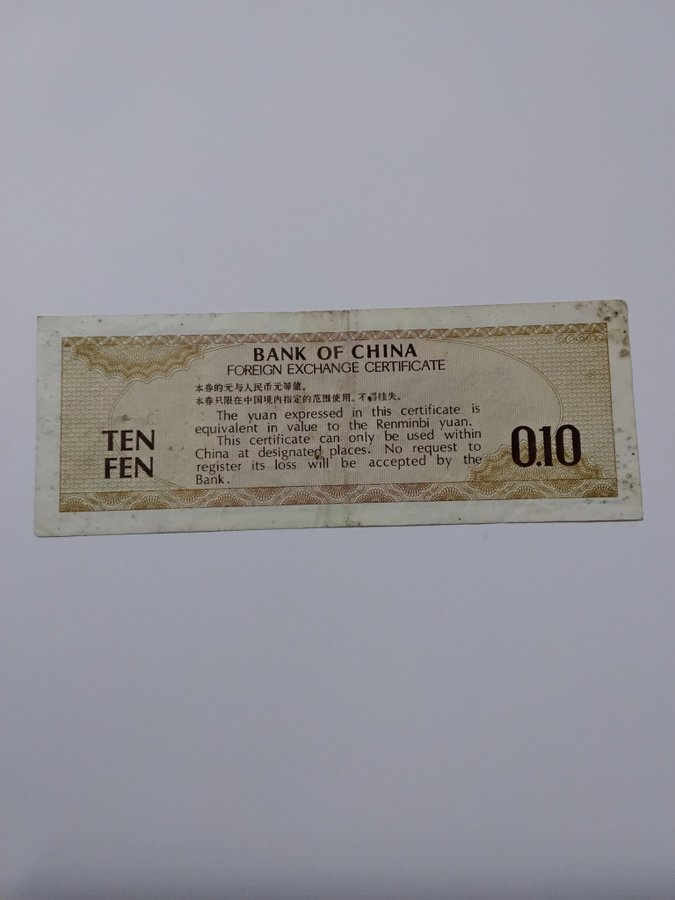 BANK OF CHINA
FOREIGN EXCHANGE CERTIFICATE
本券的元与人民币元等值。
本券只限在中国境内指定的范围使用。不得挂失。
The yuan expressed in this certificate is
equivalent in value to the Renminbi yuan.
This certificate can only be used within
China at designated places. No request to
register its loss will be accepted by the
Bank.
TEN
FEN
0.10